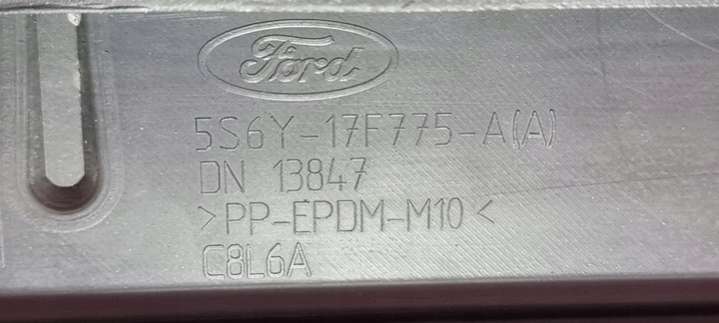 Ford
5S6Y-17F775-A(A)
DN 13847
>PP-EPDM-M10<
C8L6A